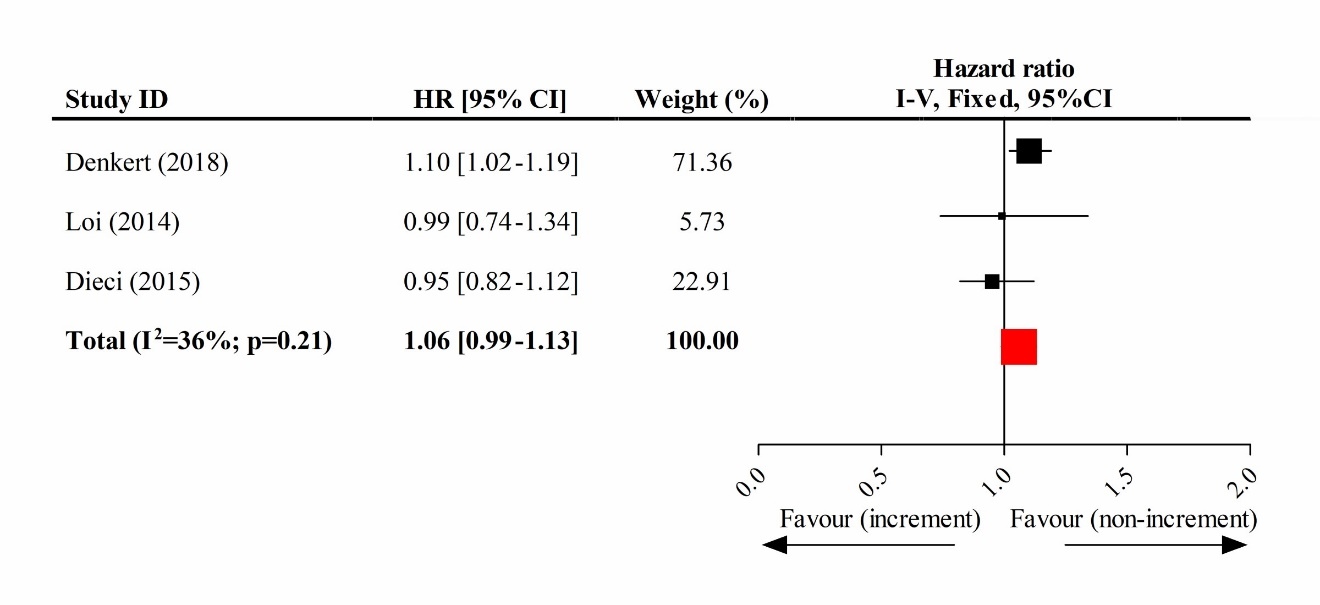 Hazard ratio
Study ID HR [95% CI] Weight (%) I-V, Fixed, 95%CI
Denkert (2018) 1.10 [1.02-1.19] 71.36
Loi (2014) 0.99 [0.74-1.34] 5.73
Dieci (2015) 0.95 [0.82-1.12] 22.91
Total (I²=36%; p=0.21) 1.06 [0.99-1.13] 100.00
0.0 0.5 1.0 1.5 2.0
Favour (increment) Favour (non-increment)